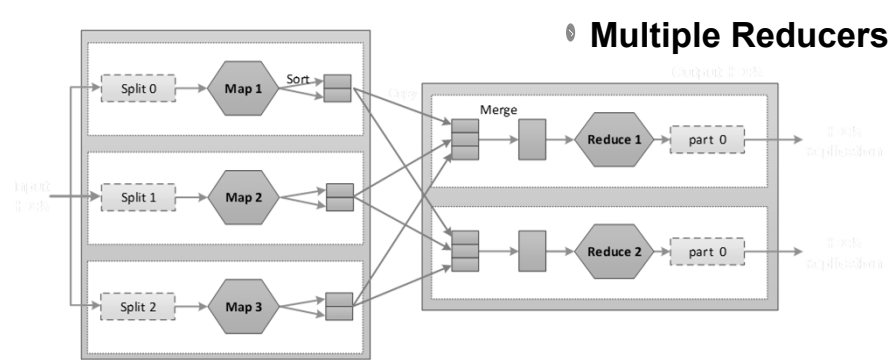 Multiple Reducers
Split 0
Map 1
Sort
Merge
Reduce 1
part 0
Split 1
Map 2
Reduce 2
part 0
Split 2
Map 3